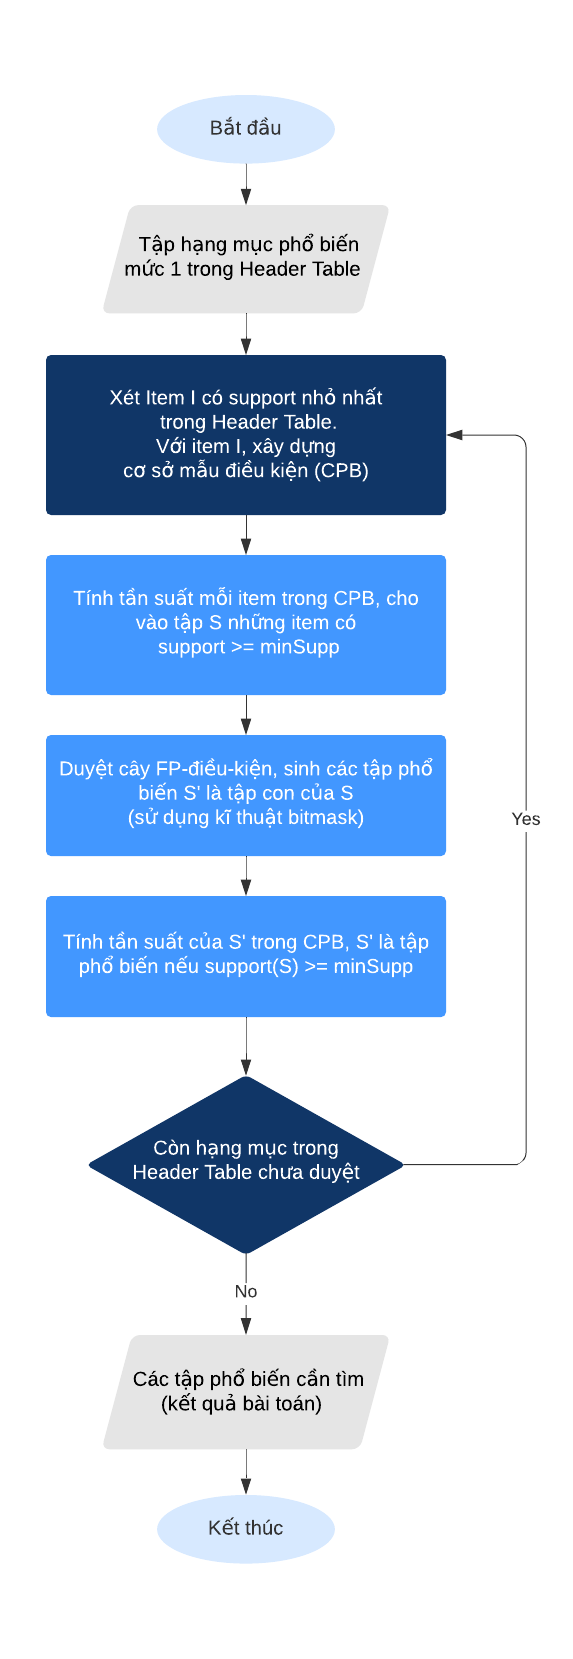 Bắt đầu
Tập hạng mục phổ biến
mức 1 trong Header Table
Xét Item I có support nhỏ nhất
trong Header Table.
Với item I, xây dựng
cơ sở mẫu điều kiện (CPB)
Tính tần suất mỗi item trong CPB, cho
vào tập S những item có
support >= minSupp
Duyệt cây FP-điều-kiện, sinh các tập phổ
biến S' là tập con của S
(sử dụng kĩ thuật bitmask)
Tính tần suất của S' trong CPB, S' là tập
phổ biến nếu support(S) >= minSupp
Còn hạng mục trong
Header Table chưa duyệt
Yes
No
Các tập phổ biến cần tìm
(kết quả bài toán)
Kết thúc